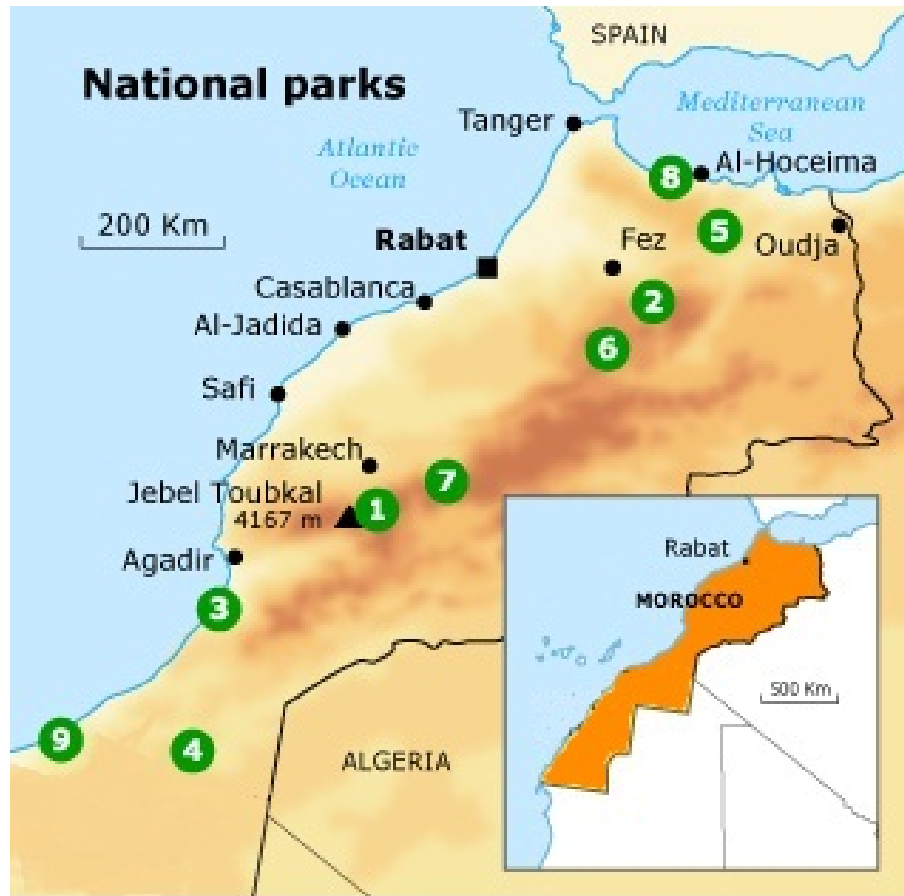 SPAIN
National parks
Mediterranean
Sea
Tanger
Atlantic
Ocean
Al-Hoceima
8
200 Km
5
Rabat
Fez
Oudja
Casablanca
2
Al-Jadida
6
Safi
Marrakech
7
Jebel Toubkal
4167 m
1
Agadir
Rabat
3
MOROCCO
500 Km
9
4
ALGERIA